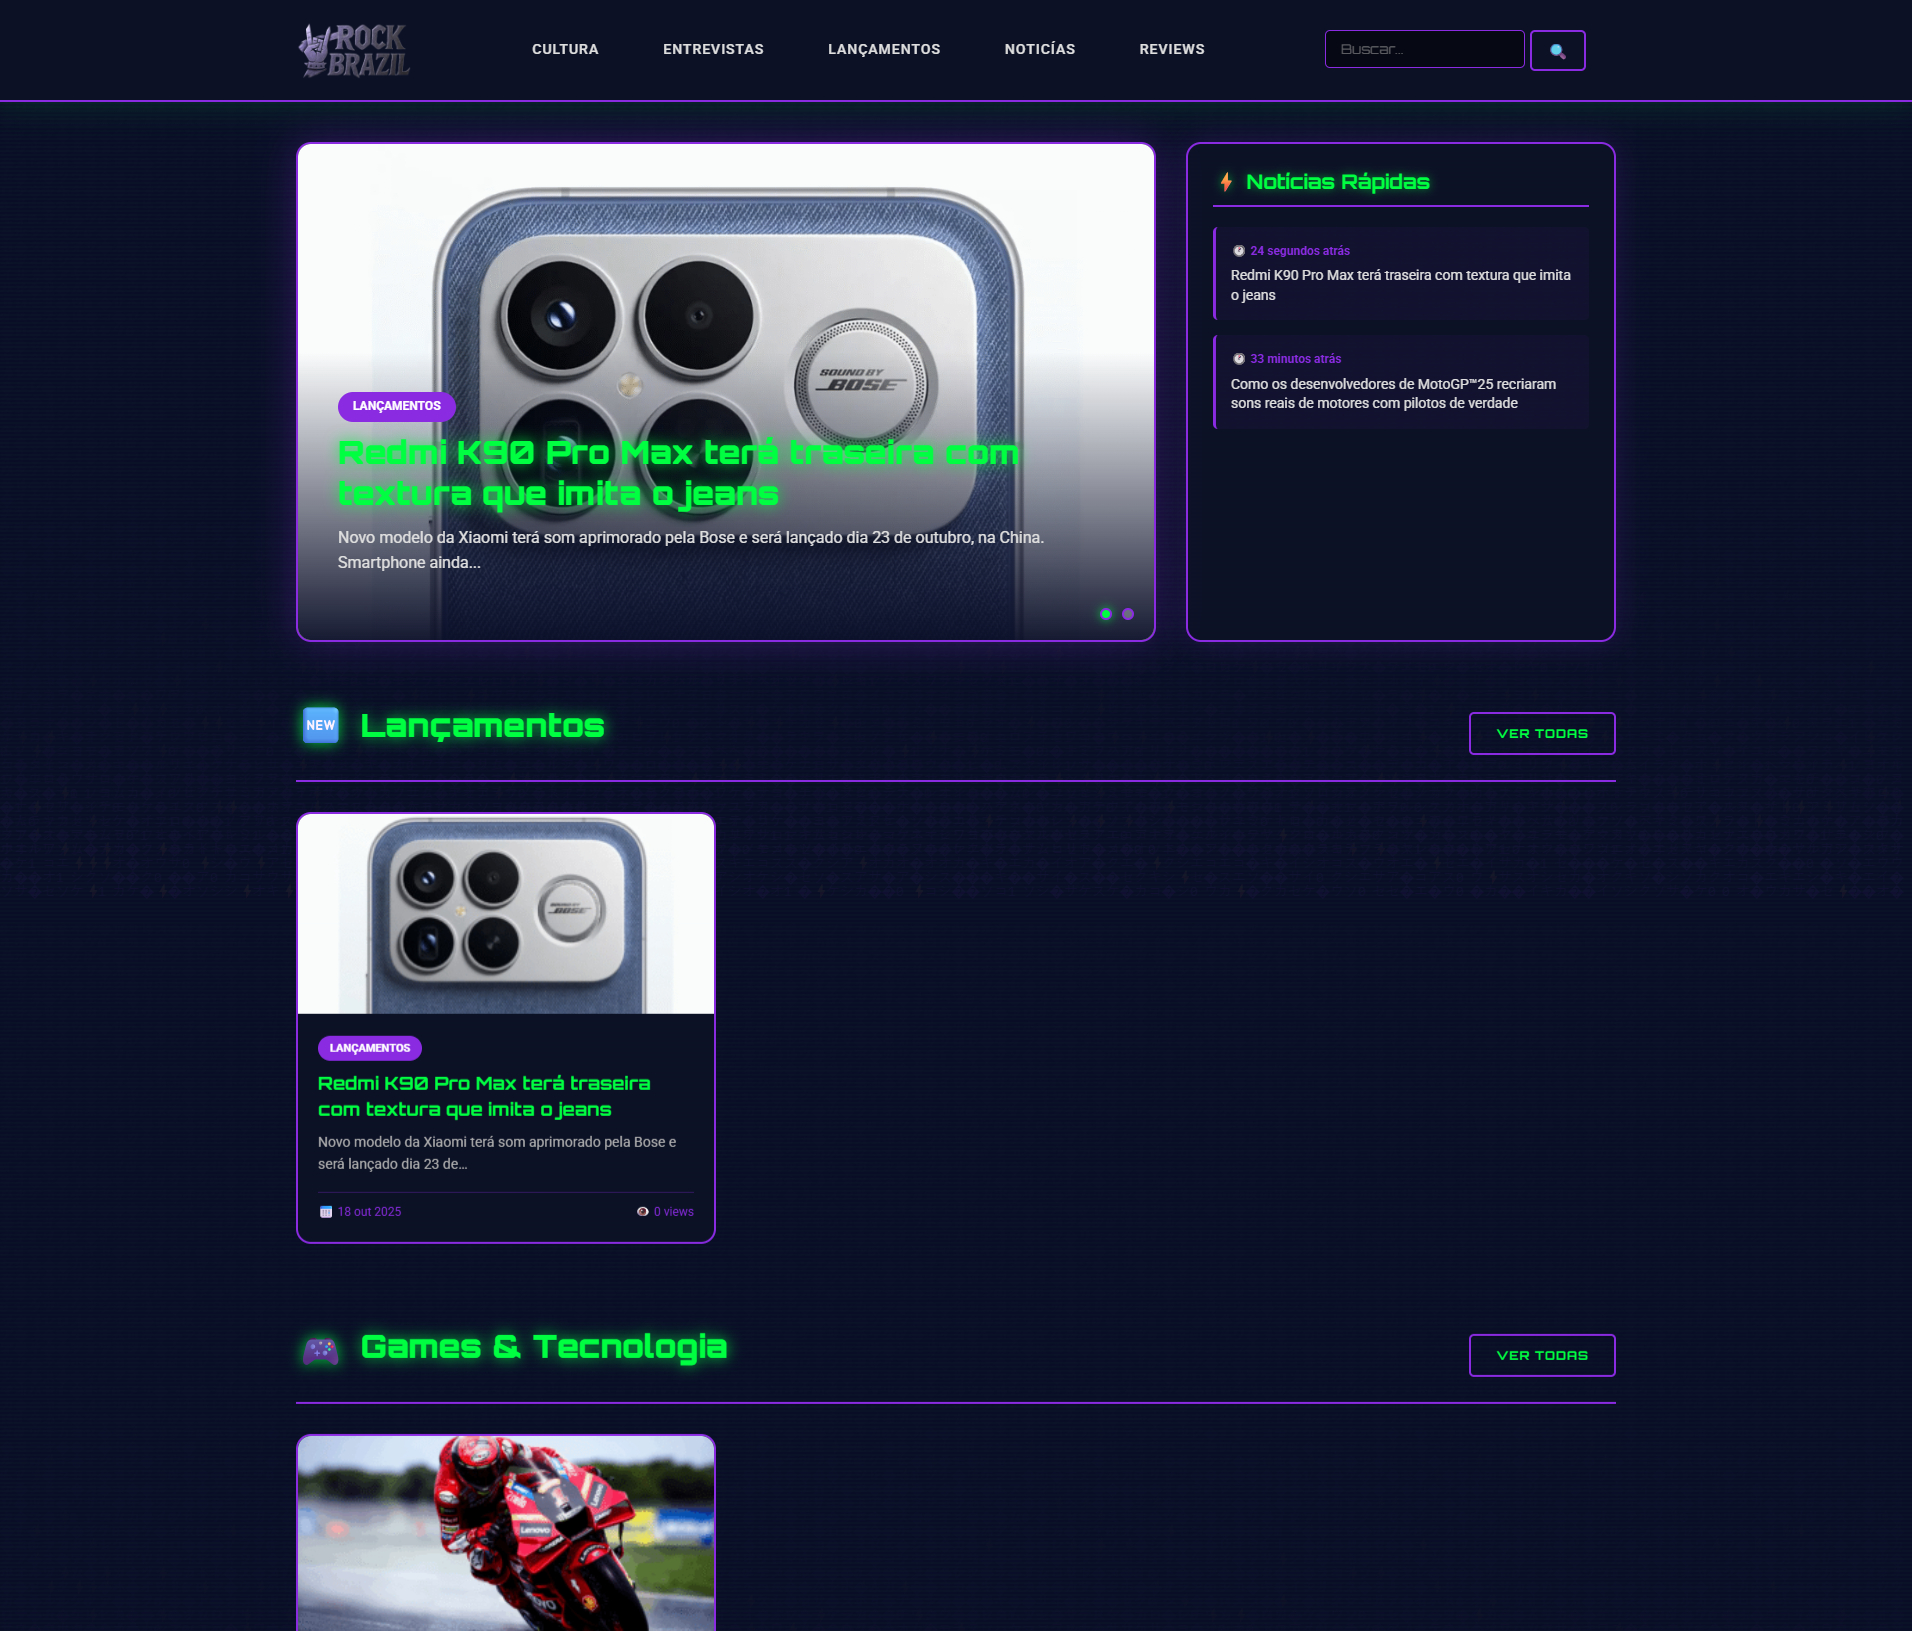 ROCK
BRAZIL
CULTURA
ENTREVISTAS
LANÇAMENTOS
NOTICÍAS
REVIEWS
Buscar...
SOUND BY
BOSE
LANÇAMENTOS
Redmi K90 Pro Max terá traseira com
textura que imita o jeans
Novo modelo da Xiaomi terá som aprimorado pela Bose e será lançado dia 23 de outubro, na China.
Smartphone ainda...
Notícias Rápidas
24 segundos atrás
Redmi K90 Pro Max terá traseira com textura que imita
o jeans
33 minutos atrás
Como os desenvolvedores de MotoGP™25 recriaram
sons reais de motores com pilotos de verdade
NEW
Lançamentos
VER TODAS
SOUND BY
BOSE
LANÇAMENTOS
Redmi K90 Pro Max terá traseira
com textura que imita o jeans
Novo modelo da Xiaomi terá som aprimorado pela Bose e
será lançado dia 23 de...
18 out 2025
0 views
Games & Tecnologia
VER TODAS
Lenovo
Lenovo